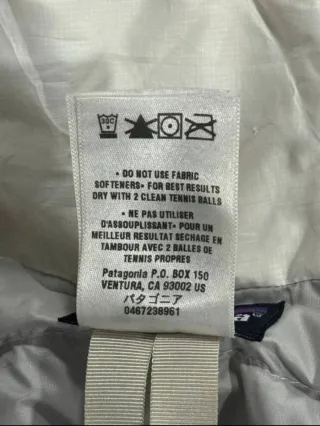 30C
• DO NOT USE FABRIC
SOFTENERS• FOR BEST RESULTS
DRY WITH 2 CLEAN TENNIS BALLS
• NE PAS UTILISER
D'ASSOUPLISSANT• POUR UN
MEILLEUR RESULTAT SECHAGE EN
TAMBOUR AVEC 2 BALLES DE
TENNIS PROPRES
Patagonia P.O. BOX 150
VENTURA, CA 93002 US
パタゴニア
0467238961